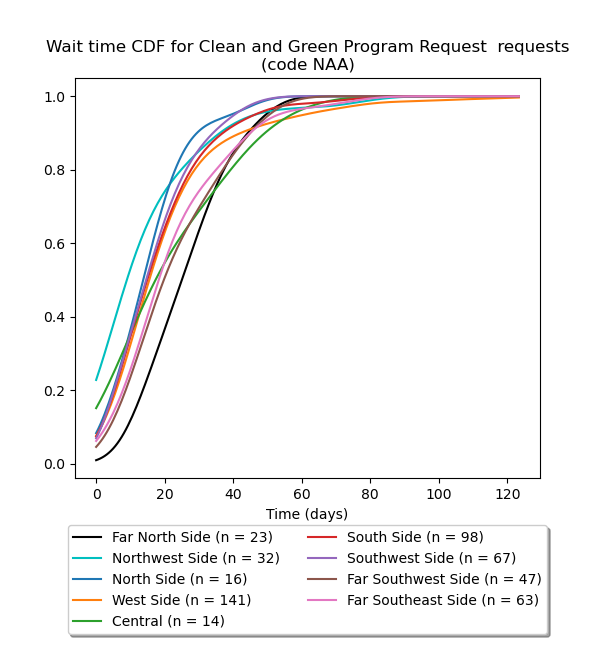 Wait time CDF for Clean and Green Program Request  requests
(code NAA)
1.0
0.8
0.6
0.4
0.2
0.0
0 20 40 60 80 100 120
Time (days)
Far North Side (n = 23)
Northwest Side (n = 32)
North Side (n = 16)
West Side (n = 141)
Central (n = 14)
South Side (n = 98)
Southwest Side (n = 67)
Far Southwest Side (n = 47)
Far Southeast Side (n = 63)